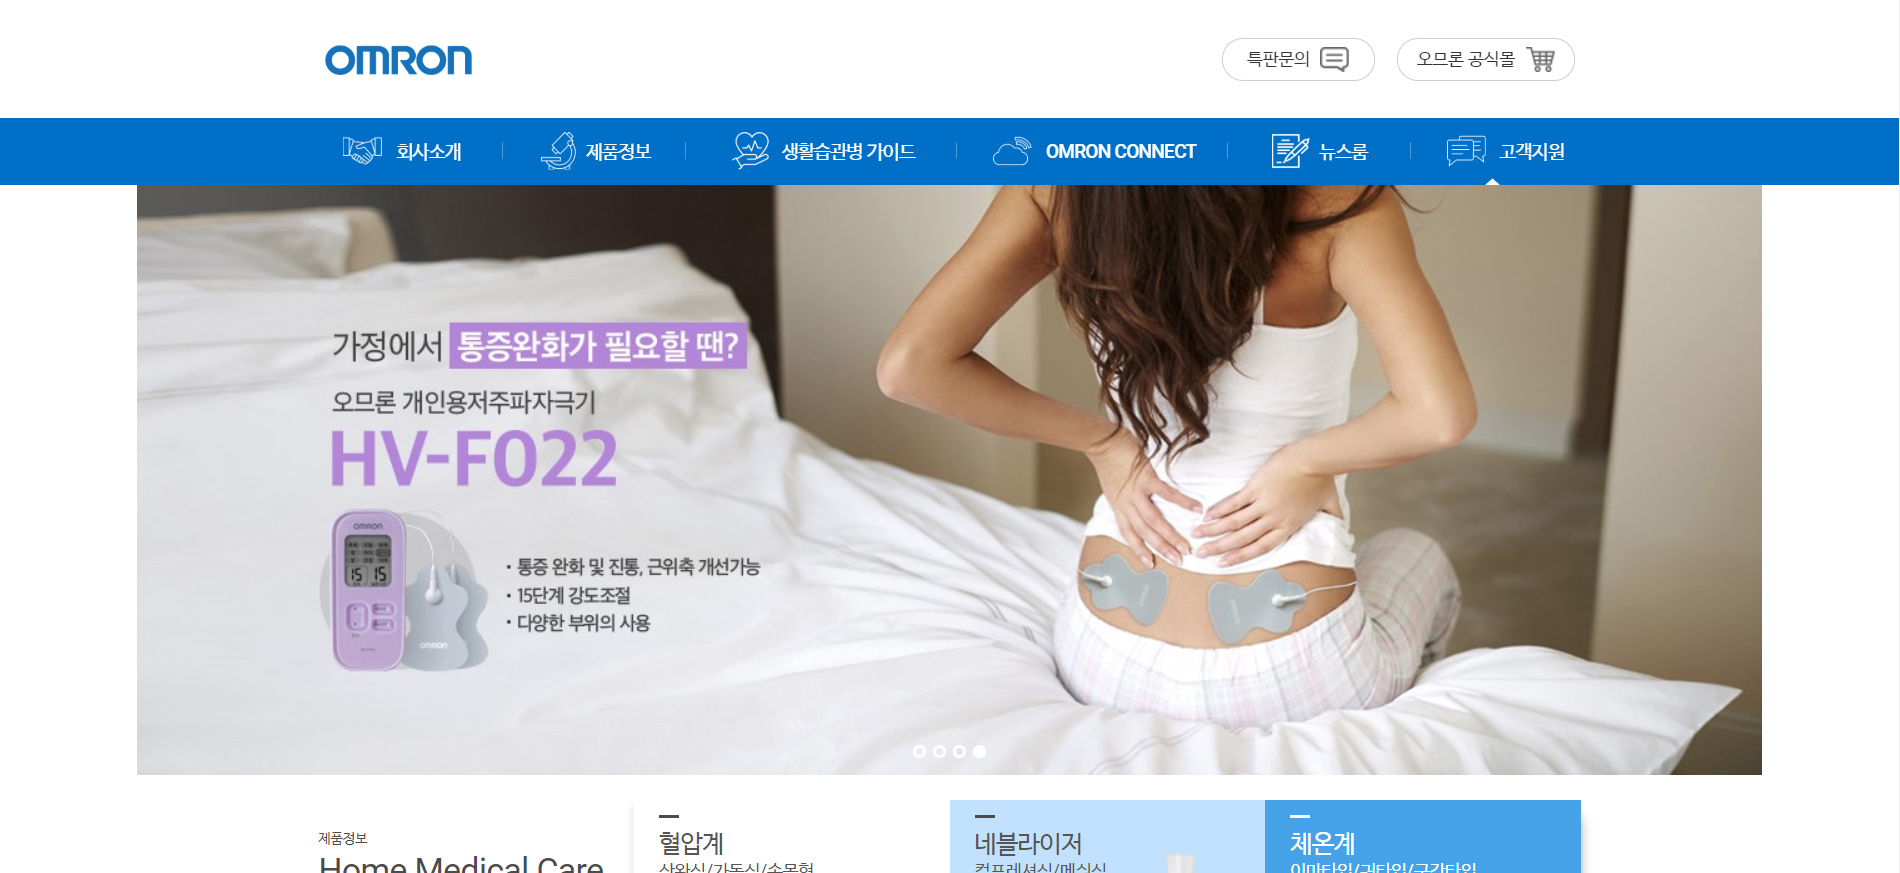 OMRON
특판문의
오므론 공식몰
회사소개
제품정보
생활습관병 가이드
OMRON CONNECT
뉴스룸
고객지원
가정에서 통증완화가 필요할 땐?
오므론 개인용저주파자극기
HV-F022
OMRON
15 15
OMRON
· 통증 완화 및 진통, 근위축 개선가능
· 15단계 강도조절
· 다양한 부위의 사용
제품정보
Home Medical Care
혈압계
상완식/자동식/손목형
네블라이저
컴프레셔식/메쉬식
체온계
이마타입/귀타입/구강타입